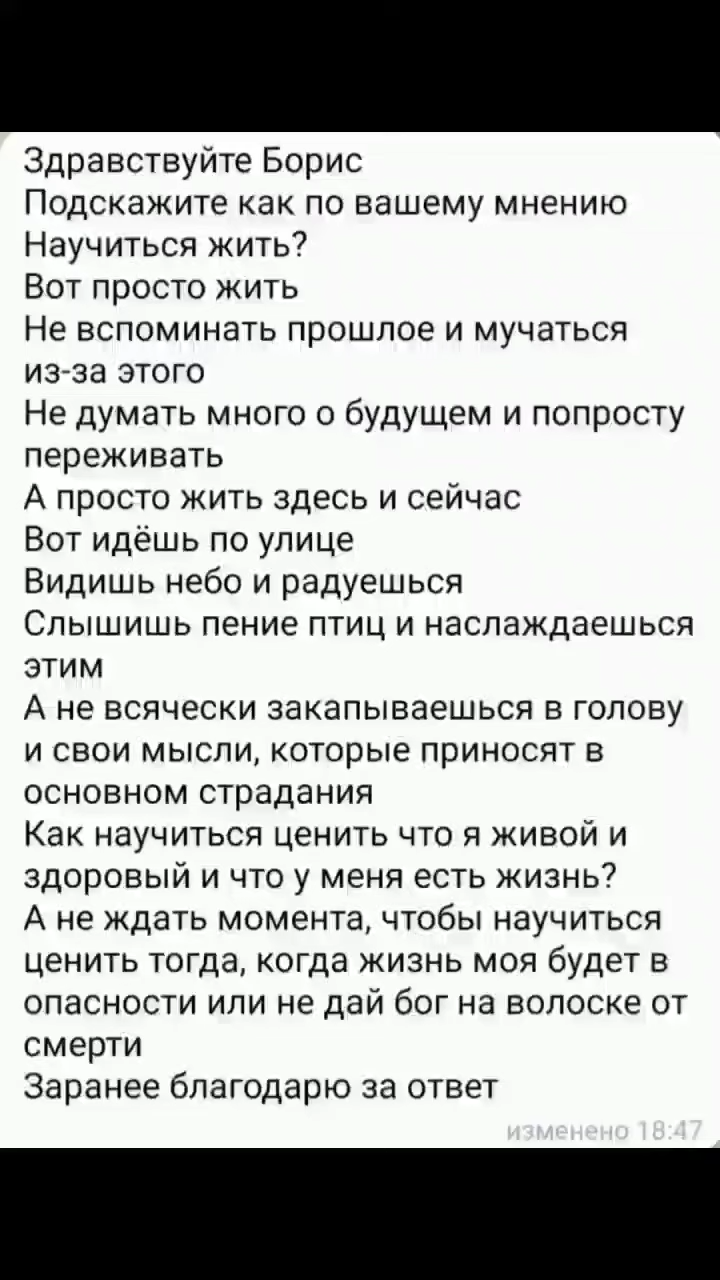 Здравствуйте Борис
Подскажите как по вашему мнению
Научиться жить?
Вот просто жить
Не вспоминать прошлое и мучаться
из-за этого
Не думать много о будущем и попросту
переживать
А просто жить здесь и сейчас
Вот идёшь по улице
Видишь небо и радуешься
Слышишь пение птиц и наслаждаешься
этим
А не всячески закапываешься в голову
и свои мысли, которые приносят в
основном страдания
Как научиться ценить что я живой и
здоровый и что у меня есть жизнь?
А не ждать момента, чтобы научиться
ценить тогда, когда жизнь моя будет в
опасности или не дай бог на волоске от
смерти
Заранее благодарю за ответ
изменено 18:47